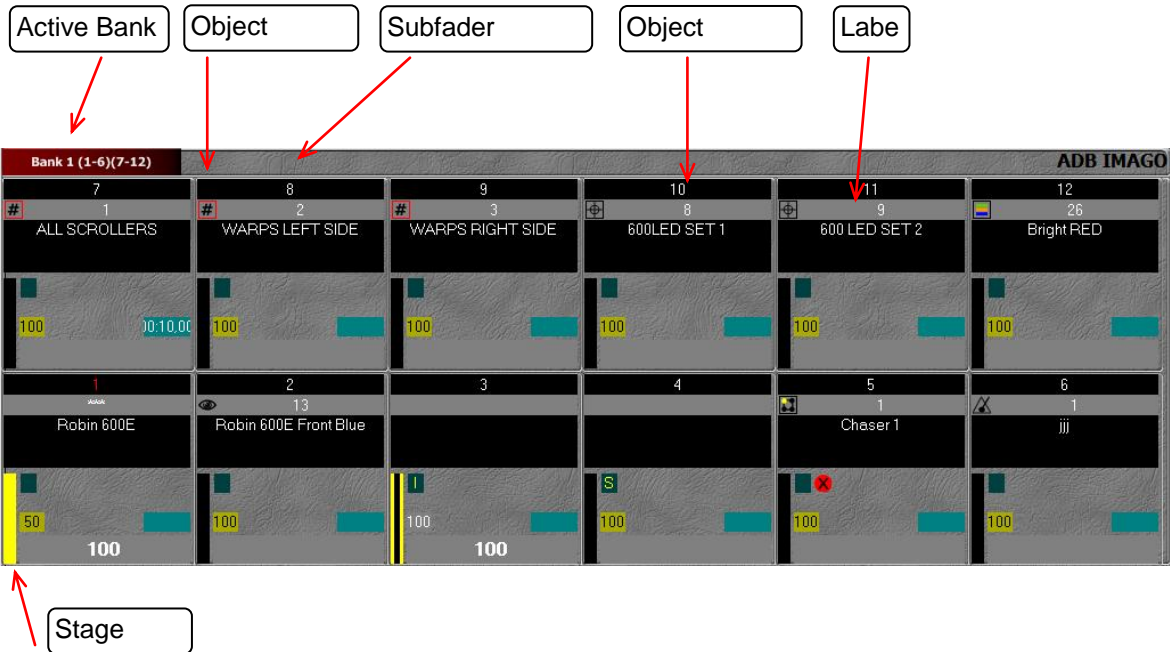 Active Bank Object Subfader Object Labe
Bank 1 (1-6)(7-12) ADB IMAGO
7 8 9 10 11 12
# 1 # 2 # 3 8 9 26
ALL SCROLLERS WARPS LEFT SIDE WARPS RIGHT SIDE 600LED SET 1 600 LED SET 2 Bright RED
100 00:10,00 100 100 100 100 100
1 2 3 4 5 6
*** 13 1 1
Robin 600E Robin 600E Front Blue Chaser 1 jjj
I S X
50 100 100 100 100 100
100 100
Stage